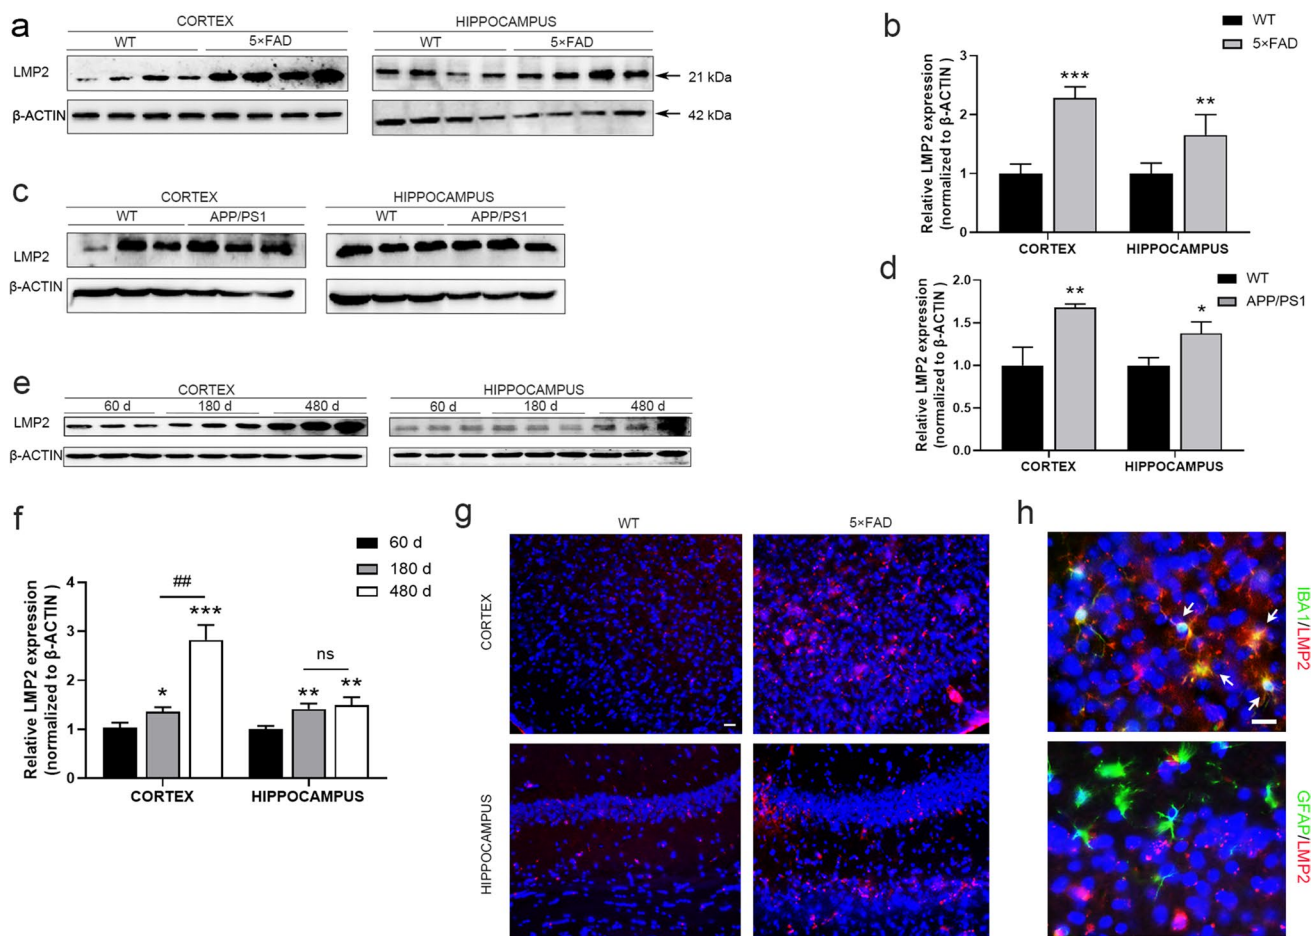 a
CORTEX
WT 5×FAD
LMP2
β-ACTIN
HIPPOCAMPUS
WT 5×FAD
21 kDa
42 kDa
b
WT
5×FAD
Relative LMP2 expression
(normalized to β-ACTIN )
3
2
1
0
***
**
CORTEX HIPPOCAMPUS
c
CORTEX
WT APP/PS1
LMP2
β-ACTIN
HIPPOCAMPUS
WT APP/PS1
d
WT
APP/PS1
Relative LMP2 expression
(normalized to β-ACTIN )
2.0
1.5
1.0
0.5
0.0
**
*
CORTEX HIPPOCAMPUS
e
CORTEX
60 d 180 d 480 d
LMP2
β-ACTIN
HIPPOCAMPUS
60 d 180 d 480 d
f
60 d
180 d
480 d
Relative LMP2 expression
(normalized to β-ACTIN )
4
3
2
1
0
##
***
*
ns
**
**
CORTEX HIPPOCAMPUS
g
WT 5×FAD
CORTEX
HIPPOCAMPUS
h
IBA1/LMP2
GFAP/LMP2